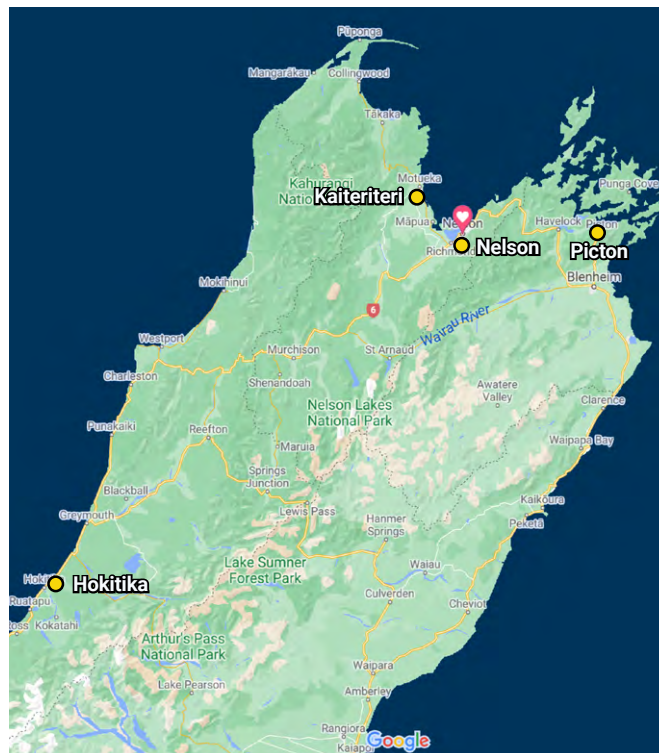 Pūponga
Mangarākau
Collingwood
Tākaka
Kahurangi
Motueka
Kaiteriteri
Punga Cove
Māpua
Havelock
Nelson
Richmond
Picton
Blenheim
Mokihinui
6
Wairau River
Westport
Murchison
St Arnaud
Charleston
Shenandoah
Awatere
Valley
Nelson Lakes
National Park
Clarence
Punakaiki
Reefton
Maruia
Waipapa Bay
Springs
Junction
Blackball
Lewis Pass
Kaikōura
Greymouth
Hanmer
Springs
Peketā
Lake Sumner
Forest Park
Waiau
Hokitika
Ruatapu
Culverden
Kokatahi
Cheviot
Arthur's Pass
National Park
Waipara
Lake Pearson
Amberley
Rangiora
Google